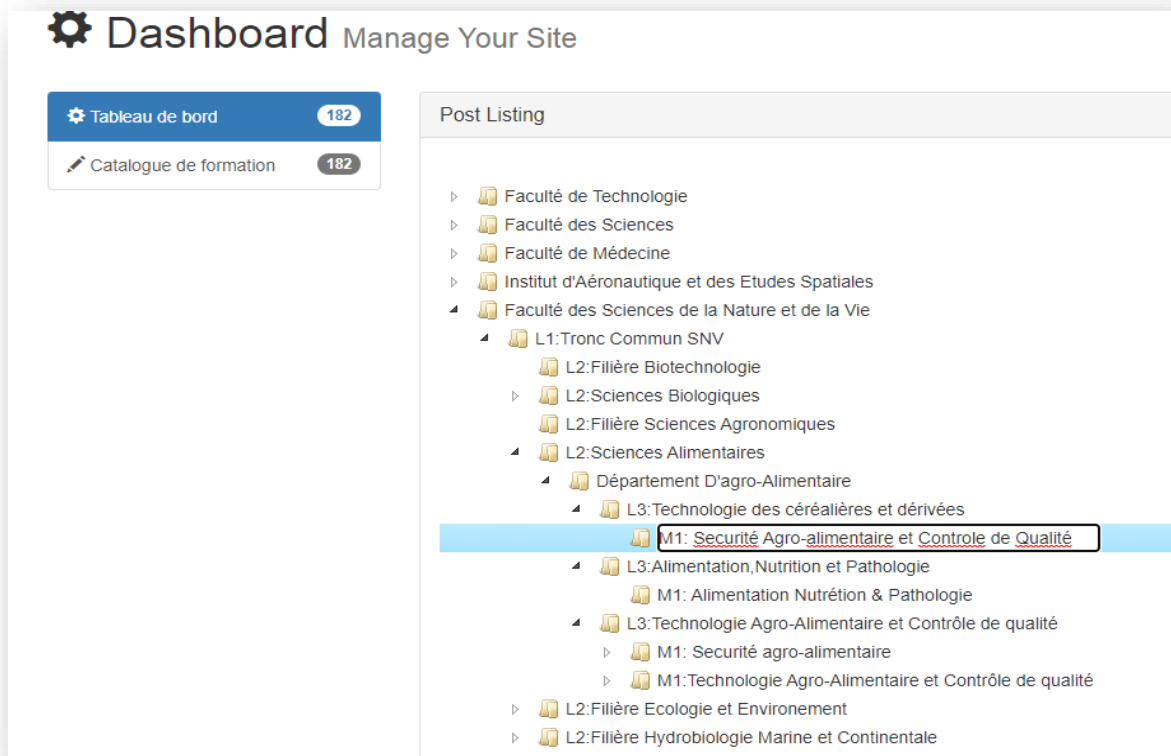 Dashboard Manage Your Site
Tableau de bord 182
Catalogue de formation 182
Post Listing
Faculté de Technologie
Faculté des Sciences
Faculté de Médecine
Institut d'Aéronautique et des Etudes Spatiales
Faculté des Sciences de la Nature et de la Vie
L1:Tronc Commun SNV
L2:Filière Biotechnologie
L2:Sciences Biologiques
L2:Filière Sciences Agronomiques
L2:Sciences Alimentaires
Département D'agro-Alimentaire
L3:Technologie des céréalières et dérivées
M1: Securité Agro-alimentaire et Controle de Qualité
L3:Alimentation,Nutrition et Pathologie
M1: Alimentation Nutrétion & Pathologie
L3:Technologie Agro-Alimentaire et Contrôle de qualité
M1: Securité agro-alimentaire
M1:Technologie Agro-Alimentaire et Contrôle de qualité
L2:Filière Ecologie et Environement
L2:Filière Hydrobiologie Marine et Continentale